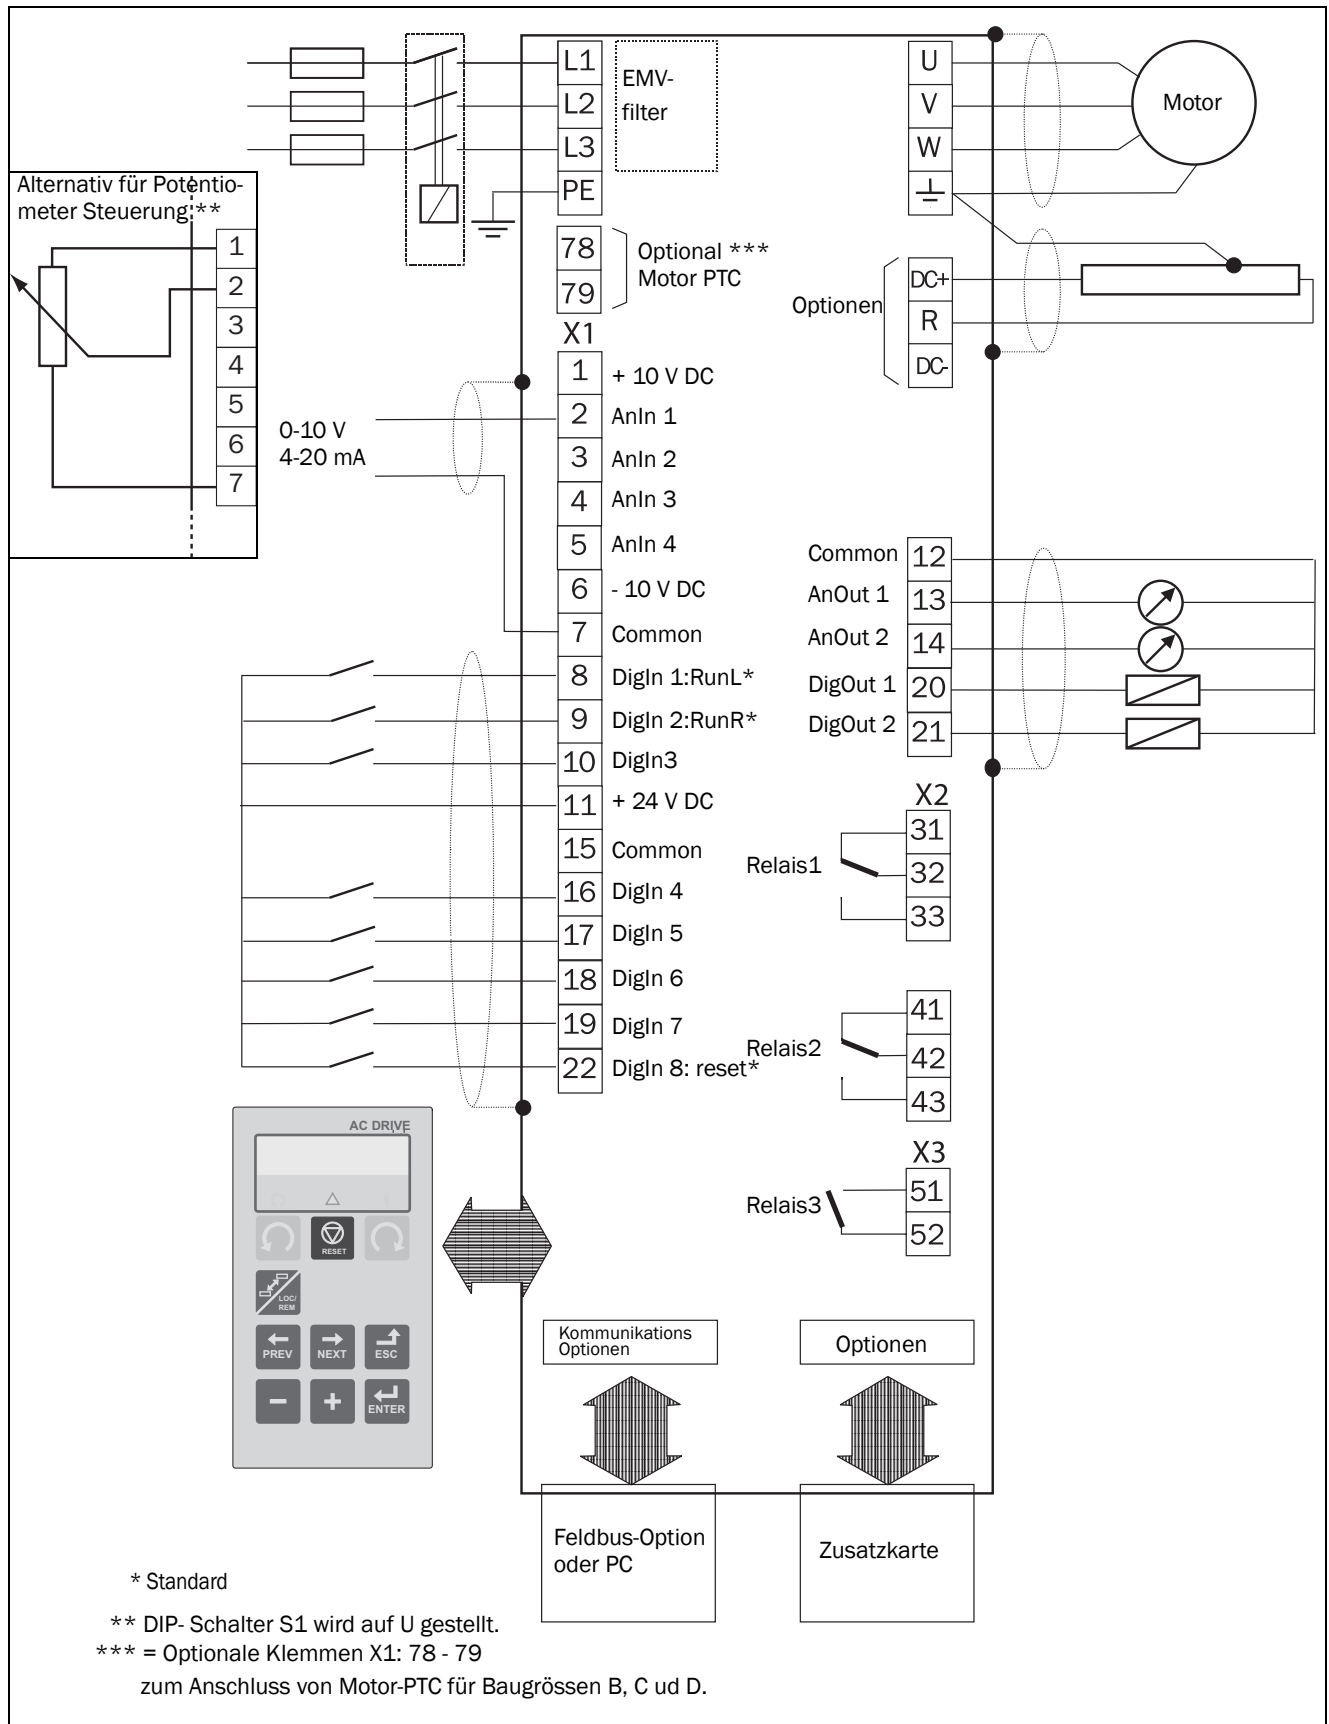 L1
L2
L3
PE
EMV-
filter
U
V
W
Motor
Alternativ für Potentio-
meter Steuerung **
1
2
3
4
5
6
7
78
79
Optional ***
Motor PTC
Optionen
DC+
R
DC-
X1
1 + 10 V DC
2 AnIn 1
3 AnIn 2
4 AnIn 3
5 AnIn 4
6 - 10 V DC
7 Common
8 DigIn 1:RunL*
9 DigIn 2:RunR*
10 DigIn3
11 + 24 V DC
15 Common
16 DigIn 4
17 DigIn 5
18 DigIn 6
19 DigIn 7
22 DigIn 8: reset*
0-10 V
4-20 mA
Common 12
AnOut 1 13
AnOut 2 14
DigOut 1 20
DigOut 2 21
X2
Relais1
31
32
33
Relais2
41
42
43
X3
Relais3
51
52
AC DRIVE
RESET
LOC/
REM
PREV
NEXT
ESC
-
+
ENTER
Kommunikations
Optionen
Optionen
Feldbus-Option
oder PC
Zusatzkarte
* Standard
** DIP- Schalter S1 wird auf U gestellt.
*** = Optionale Klemmen X1: 78 - 79
zum Anschluss von Motor-PTC für Baugrössen B, C ud D.